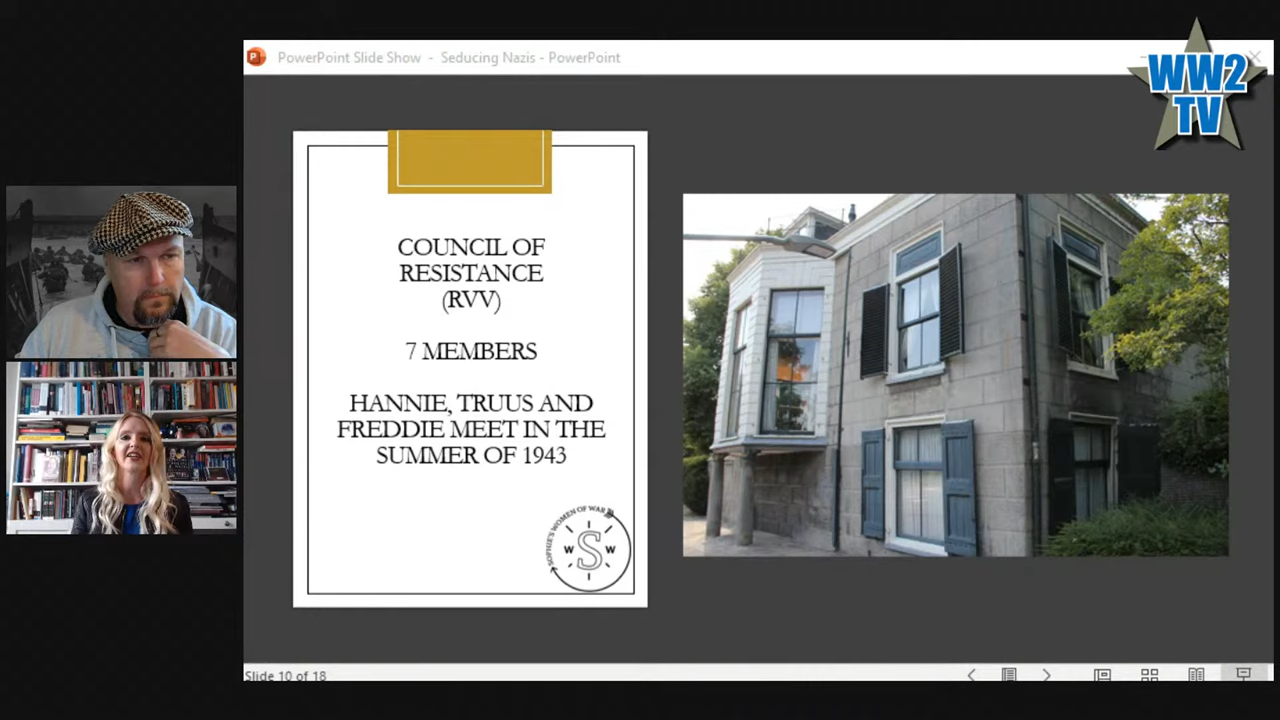 PowerPoint Slide Show - Seducing Nazis - PowerPoint
WW2
TV
COUNCIL OF
RESISTANCE
(RVV)
7 MEMBERS
HANNIE, TRUUS AND
FREDDIE MEET IN THE
SUMMER OF 1943
SOPHIE'S WOMEN OF WAR
W S W
Slide 10 of 18